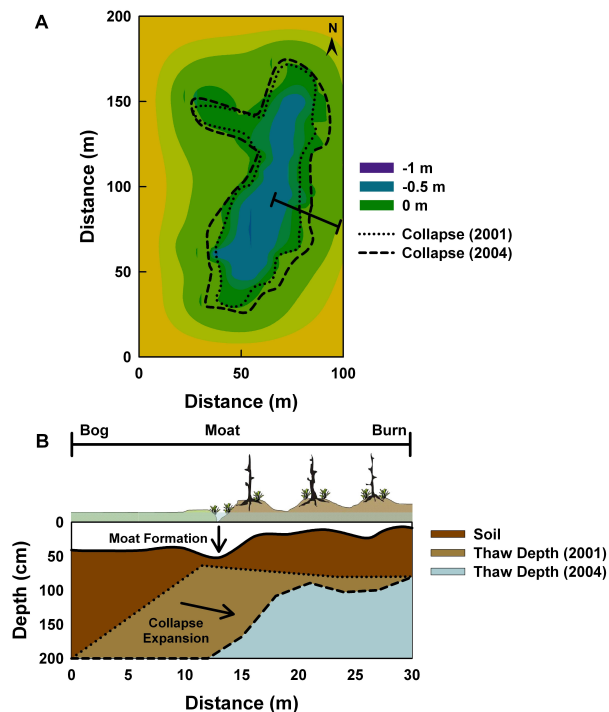 A
N
200
150
100
50
0
Distance (m)
0
50
100
Distance (m)
-1 m
-0.5 m
0 m
Collapse (2001)
Collapse (2004)
B
Bog
Moat
Burn
0
50
100
150
200
Depth (cm)
Moat Formation
Collapse
Expansion
0
5
10
15
20
25
30
Distance (m)
Soil
Thaw Depth (2001)
Thaw Depth (2004)